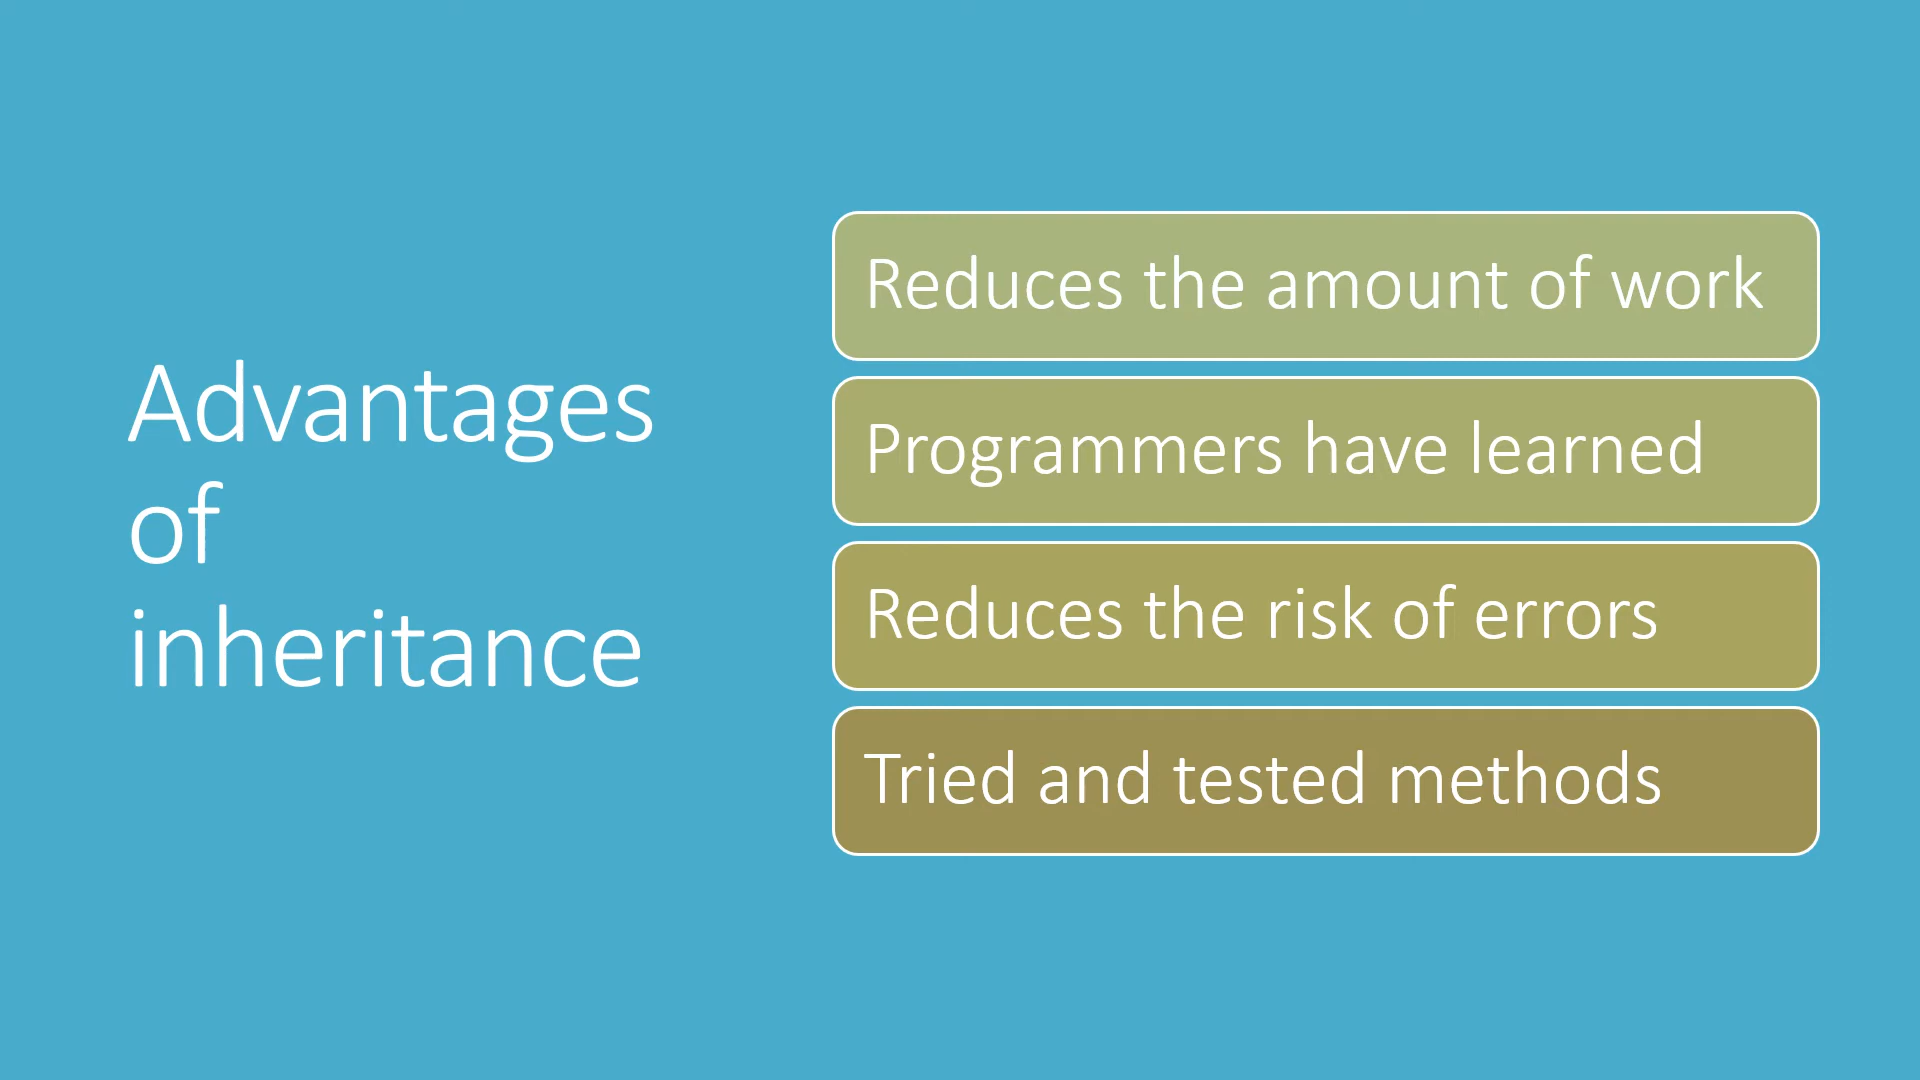 Advantages
of
inheritance
Reduces the amount of work
Programmers have learned
Reduces the risk of errors
Tried and tested methods